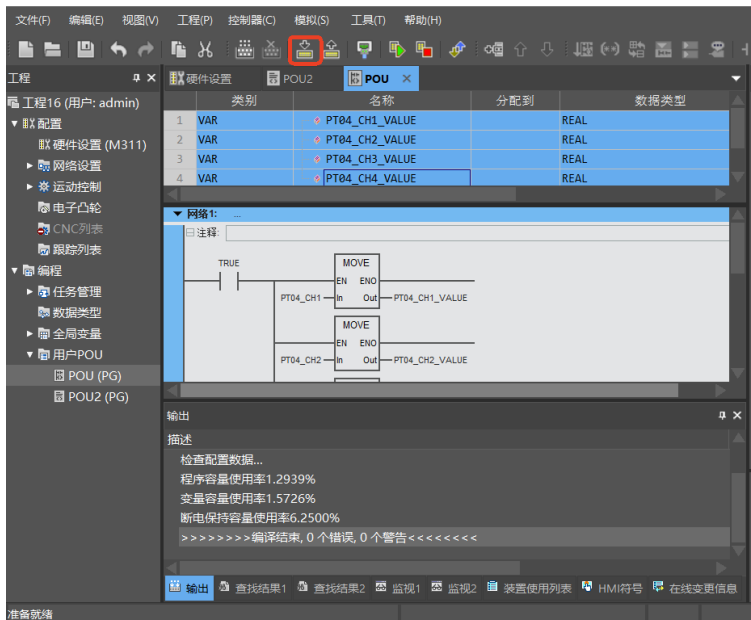 文件(F) 编辑(E) 视图(V) 工程(P) 控制器(C) 模拟(S) 工具(T) 帮助(H)
工程
硬件设置 POU2 POU
工程16 (用户: admin)
配置
硬件设置 (M311)
网络设置
运动控制
电子凸轮
CNC列表
跟踪列表
编程
任务管理
数据类型
全局变量
用户POU
POU (PG)
POU2 (PG)
类别 名称 分配到 数据类型
1 VAR PT04_CH1_VALUE REAL
2 VAR PT04_CH2_VALUE REAL
3 VAR PT04_CH3_VALUE REAL
4 VAR PT04_CH4_VALUE REAL
网络1: ...
注释:
TRUE MOVE
EN ENO
PT04_CH1 In Out PT04_CH1_VALUE
MOVE
EN ENO
PT04_CH2 In Out PT04_CH2_VALUE
输出
描述
检查配置数据...
程序容量使用率1.2939%
变量容量使用率1.5726%
断电保持容量使用率6.2500%
>>>>>>>>编译结束, 0 个错误, 0 个警告<<<<<<<<
输出 查找结果1 查找结果2 监视1 监视2 装置使用列表 HMI符号 在线变更信息
准备就绪